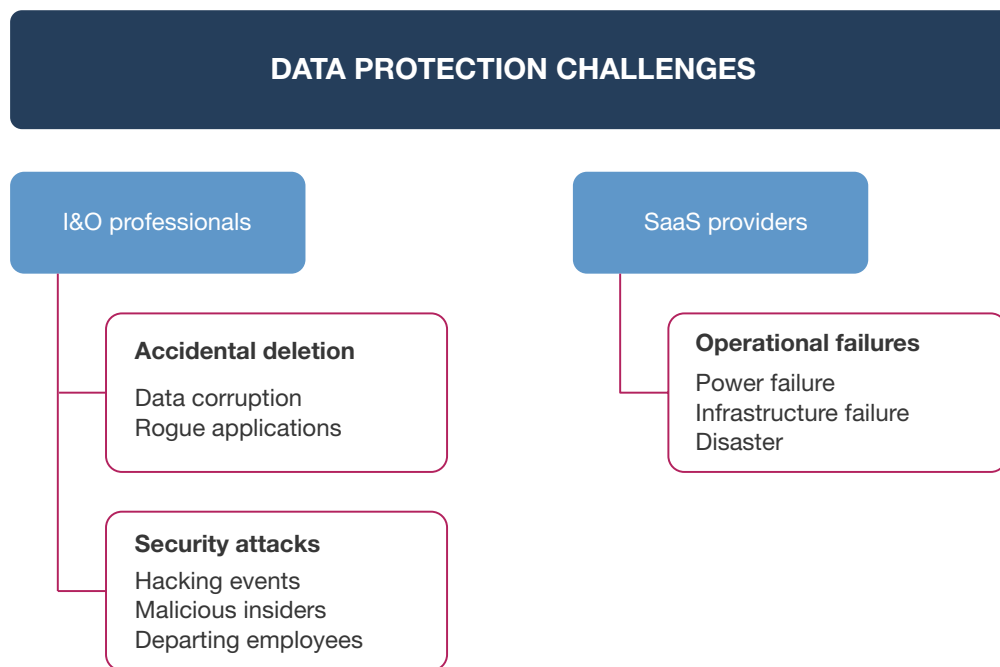 DATA PROTECTION CHALLENGES
I&O professionals
Accidental deletion
Data corruption
Rogue applications
Security attacks
Hacking events
Malicious insiders
Departing employees
SaaS providers
Operational failures
Power failure
Infrastructure failure
Disaster